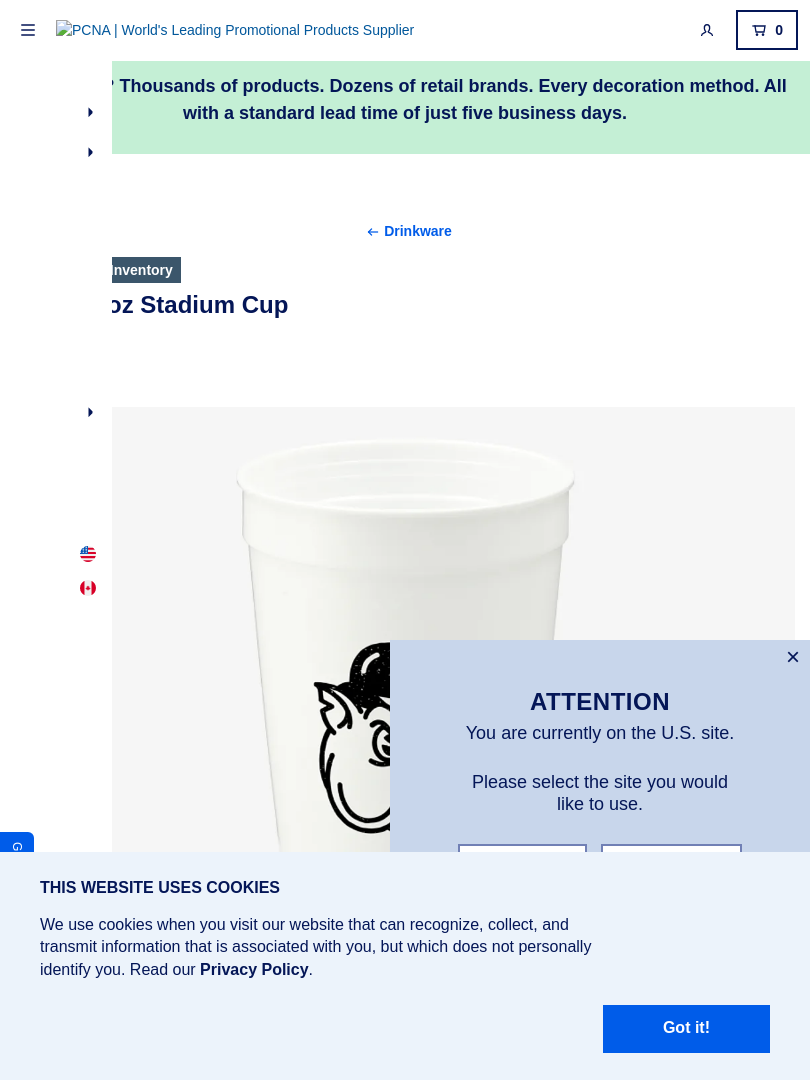 PCNA | World's Leading Promotional Products Supplier
0
? Thousands of products. Dozens of retail brands. Every decoration method. All
with a standard lead time of just five business days.
Drinkware
Inventory
oz Stadium Cup
ATTENTION
You are currently on the U.S. site.
Please select the site you would
like to use.
G
THIS WEBSITE USES COOKIES
We use cookies when you visit our website that can recognize, collect, and
transmit information that is associated with you, but which does not personally
identify you. Read our Privacy Policy.
Got it!